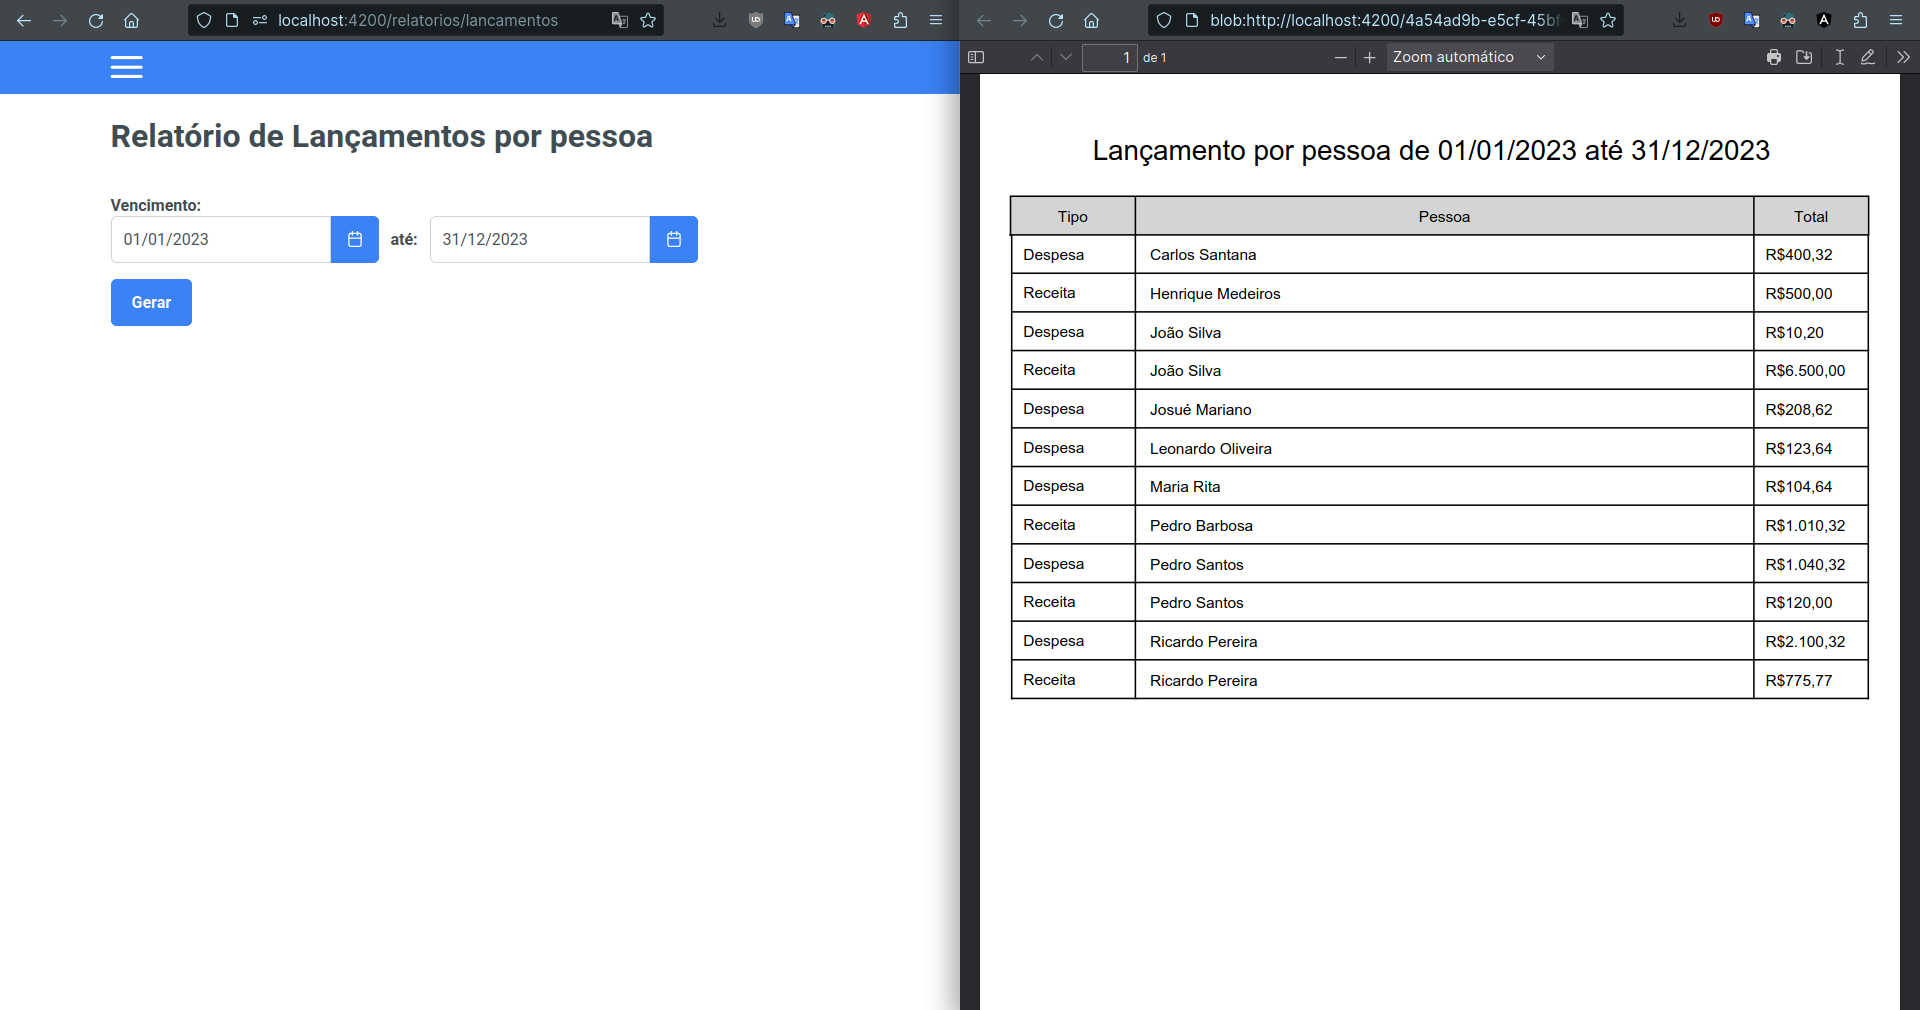 localhost:4200/relatorios/lancamentos
Relatório de Lançamentos por pessoa
Vencimento:
01/01/2023 até: 31/12/2023
Gerar
blob:http://localhost:4200/4a54ad9b-e5cf-45bf
1 de 1 Zoom automático
Lançamento por pessoa de 01/01/2023 até 31/12/2023
Tipo Pessoa Total
Despesa Carlos Santana R$400,32
Receita Henrique Medeiros R$500,00
Despesa João Silva R$10,20
Receita João Silva R$6.500,00
Despesa Josué Mariano R$208,62
Despesa Leonardo Oliveira R$123,64
Despesa Maria Rita R$104,64
Receita Pedro Barbosa R$1.010,32
Despesa Pedro Santos R$1.040,32
Receita Pedro Santos R$120,00
Despesa Ricardo Pereira R$2.100,32
Receita Ricardo Pereira R$775,77